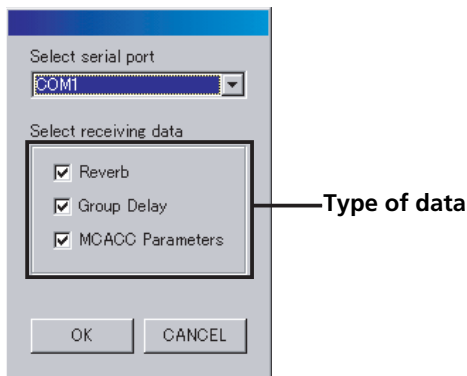 Select serial port
COM1
Select receiving data
Reverb
Group Delay
MCACC Parameters
Type of data
OK
CANCEL